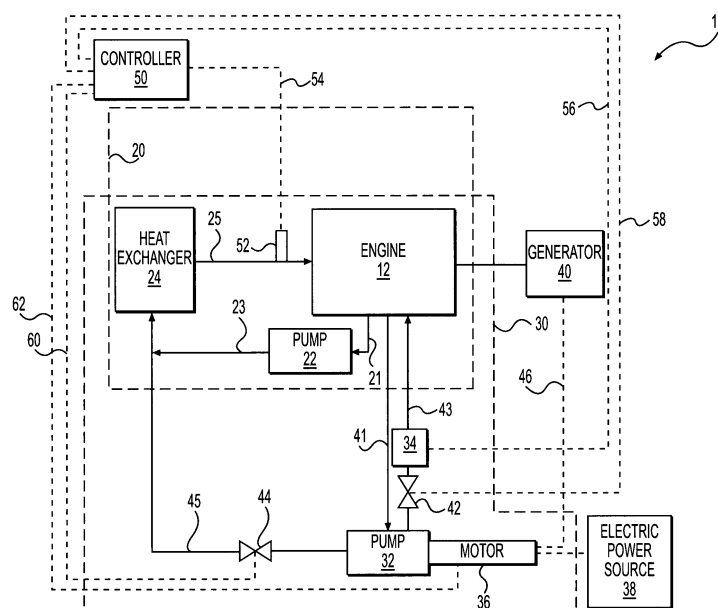 1
CONTROLLER
50
54
56
20
58
HEAT
EXCHANGER
24
25
52
ENGINE
12
GENERATOR
40
62
60
23
PUMP
22
21
30
46
43
41
34
45
44
42
PUMP
32
MOTOR
36
ELECTRIC
POWER
SOURCE
38